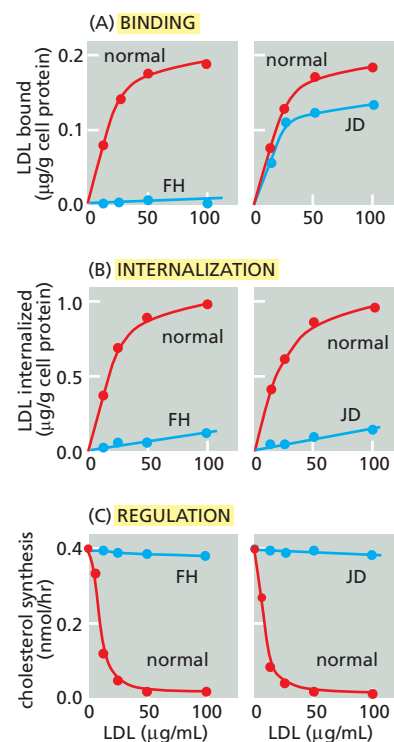 (A) BINDING
LDL bound
(μg/g cell protein)
0.2
0.1
0.0
normal
FH
0
50
100
normal
JD
0
50
100
(B) INTERNALIZATION
LDL internalized
(μg/g cell protein)
1.0
0.5
0.0
normal
FH
0
50
100
normal
JD
0
50
100
(C) REGULATION
cholesterol synthesis
(nmol/hr)
0.4
0.2
0.0
FH
normal
0
50
100
LDL (μg/mL)
JD
normal
0
50
100
LDL (μg/mL)